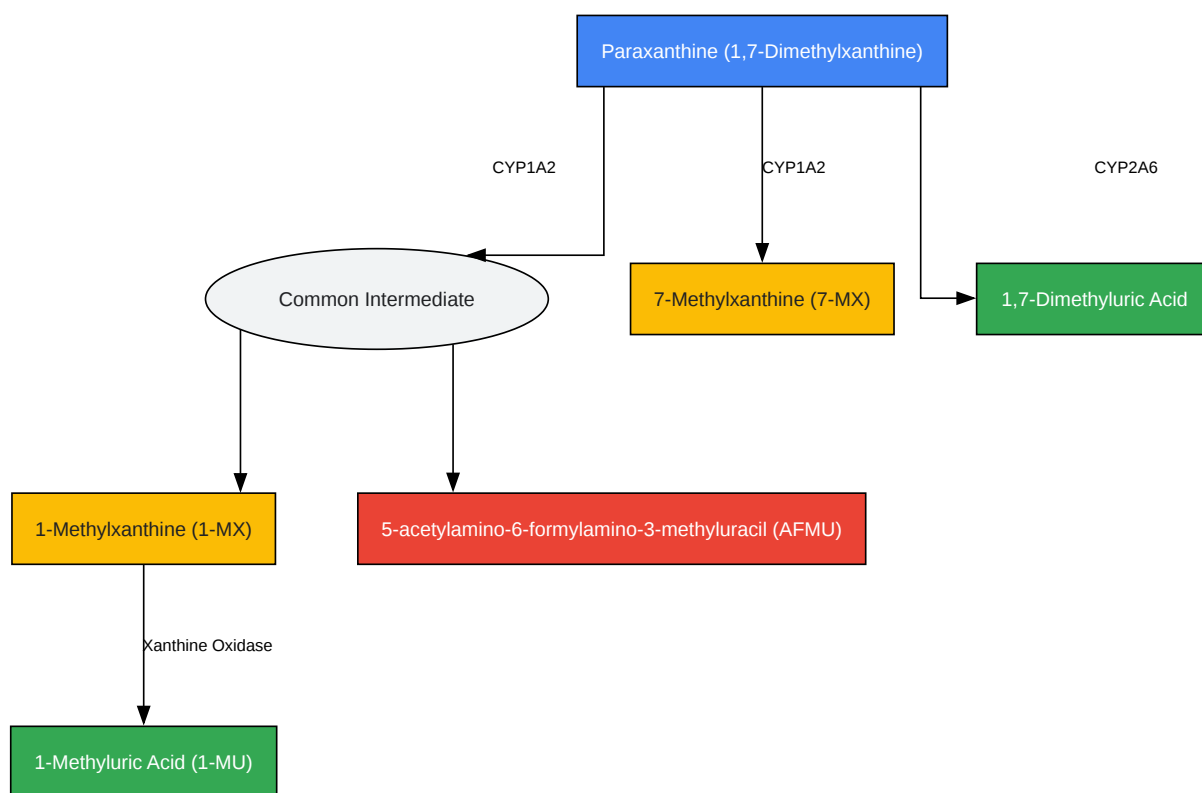 Paraxanthine (1,7-Dimethylxanthine)
CYP1A2
CYP1A2
CYP2A6
Common Intermediate
7-Methylxanthine (7-MX)
1,7-Dimethyluric Acid
1-Methylxanthine (1-MX)
5-acetylamino-6-formylamino-3-methyluracil (AFMU)
Xanthine Oxidase
1-Methyluric Acid (1-MU)